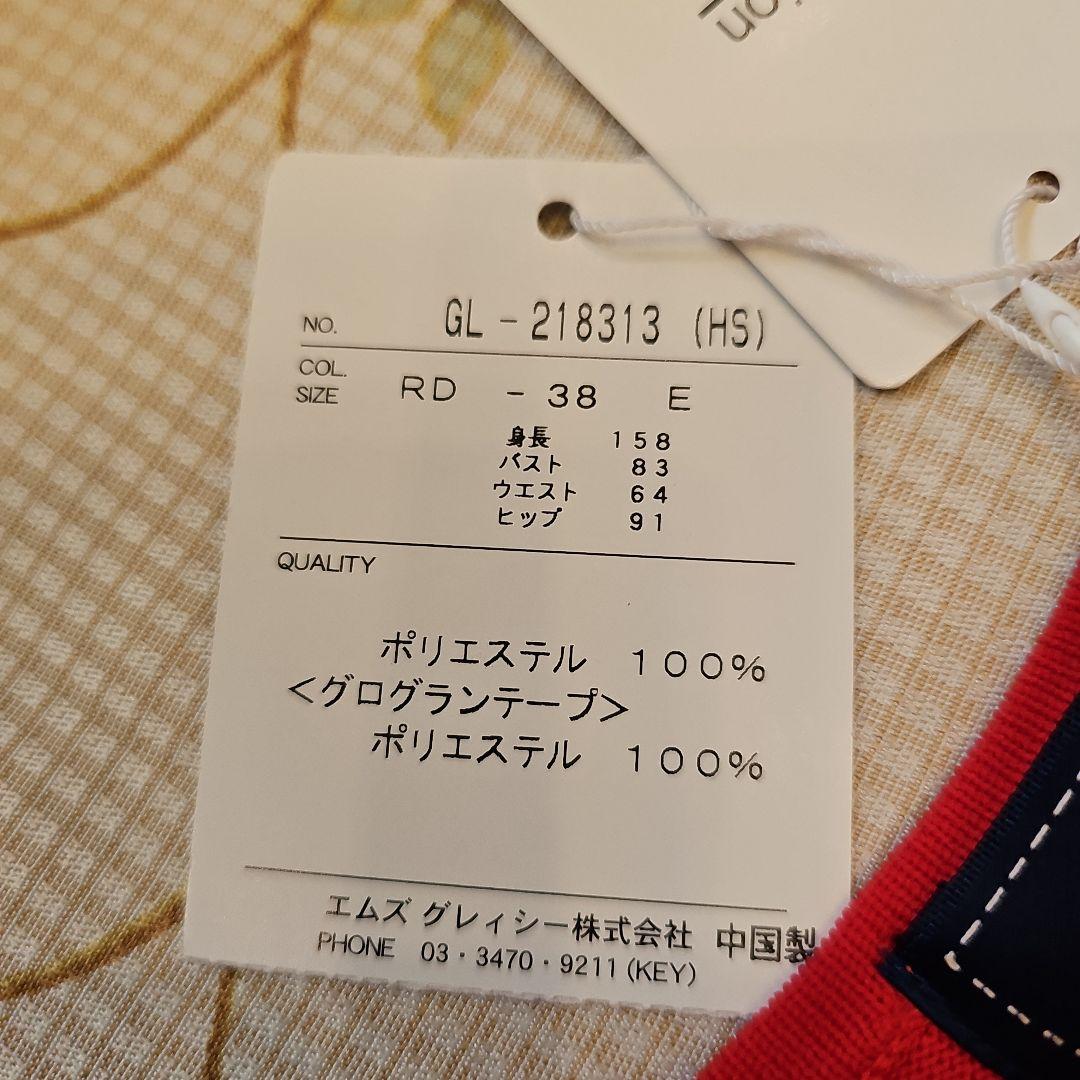 NO. GL-218313 (HS)
COL.
SIZE RD - 38 E
身長 158
バスト 83
ウエスト 64
ヒップ 91
QUALITY
ポリエステル 100%
<グログランテープ>
ポリエステル 100%
エムズ グレィシー株式会社 中国製
PHONE 03・3470・9211(KEY)